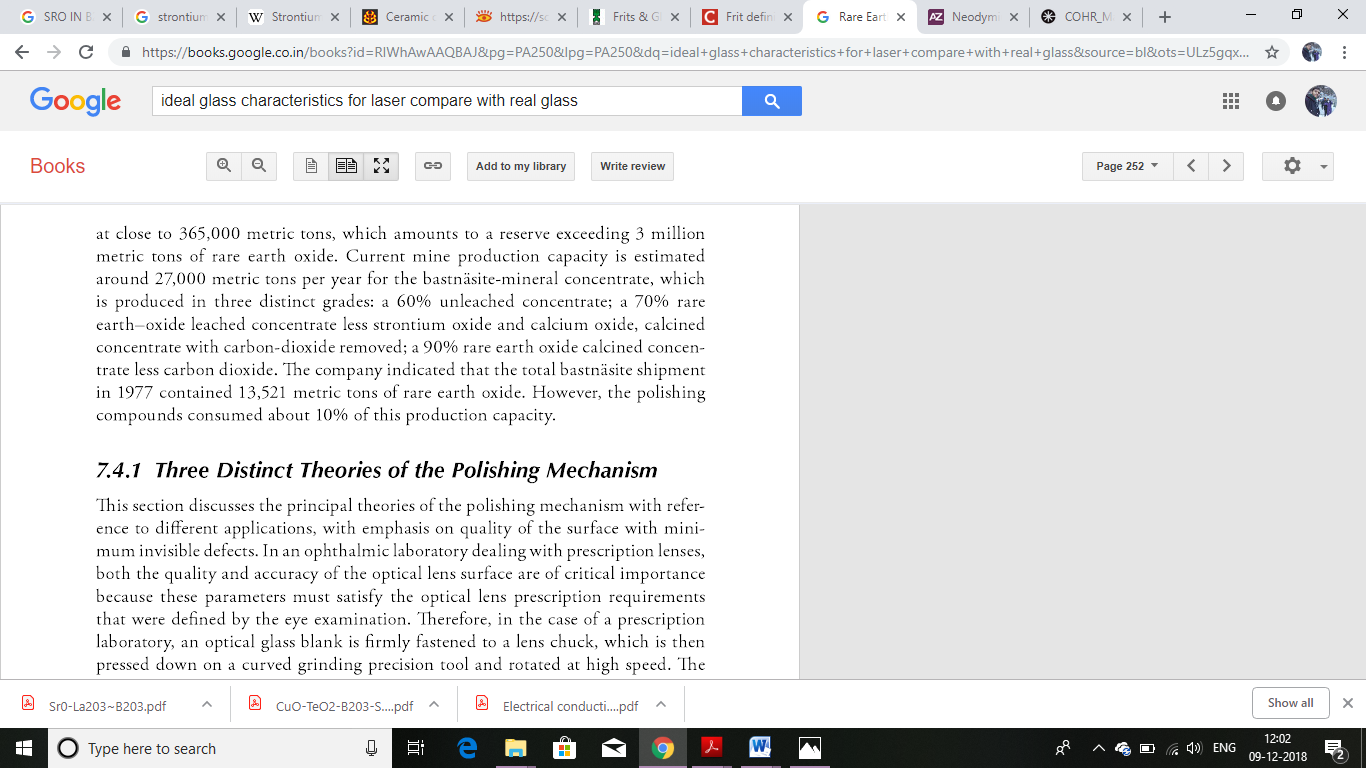 SRO IN B
strontium
Strontium
Ceramic
https://sc
Frits & G
Frit defin
Rare Eart
Neodymi
COHR_M
https://books.google.co.in/books?id=RlWhAwAAQBAJ&pg=PA250&lpg=PA250&dq=ideal+glass+characteristics+for+laser+compare+with+real+glass&source=bl&ots=ULz5gqx...
Google
ideal glass characteristics for laser compare with real glass
Books
Add to my library
Write review
Page 252
at close to 365,000 metric tons, which amounts to a reserve exceeding 3 million
metric tons of rare earth oxide. Current mine production capacity is estimated
around 27,000 metric tons per year for the bastnäsite-mineral concentrate, which
is produced in three distinct grades: a 60% unleached concentrate; a 70% rare
earth–oxide leached concentrate less strontium oxide and calcium oxide, calcined
concentrate with carbon-dioxide removed; a 90% rare earth oxide calcined concen-
trate less carbon dioxide. The company indicated that the total bastnäsite shipment
in 1977 contained 13,521 metric tons of rare earth oxide. However, the polishing
compounds consumed about 10% of this production capacity.
7.4.1 Three Distinct Theories of the Polishing Mechanism
This section discusses the principal theories of the polishing mechanism with refer-
ence to different applications, with emphasis on quality of the surface with mini-
mum invisible defects. In an ophthalmic laboratory dealing with prescription lenses,
both the quality and accuracy of the optical lens surface are of critical importance
because these parameters must satisfy the optical lens prescription requirements
that were defined by the eye examination. Therefore, in the case of a prescription
laboratory, an optical glass blank is firmly fastened to a lens chuck, which is then
pressed down on a curved grinding precision tool and rotated at high speed. The
Sr0-La203~B203.pdf
CuO-TeO2-B203-S....pdf
Electrical conducti....pdf
Show all
Type here to search
ENG
12:02
09-12-2018
2